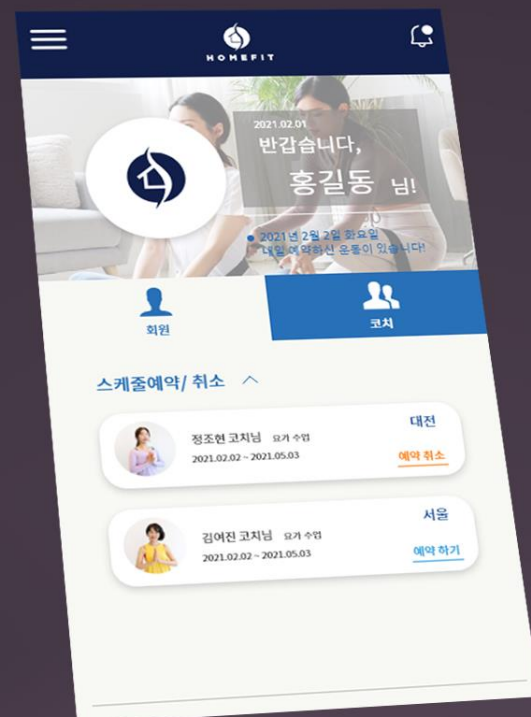 HOMEFIT
2021.02.01
반갑습니다,
홍길동 님!
2021년 2월 2일 화요일
내일 예약하신 운동이 있습니다!
회원
코치
스케줄예약/ 취소
정조현 코치님 요가 수업
대전
2021.02.02 ~ 2021.05.03
예약 취소
김여진 코치님 요가 수업
서울
2021.02.02 ~ 2021.05.03
예약 하기